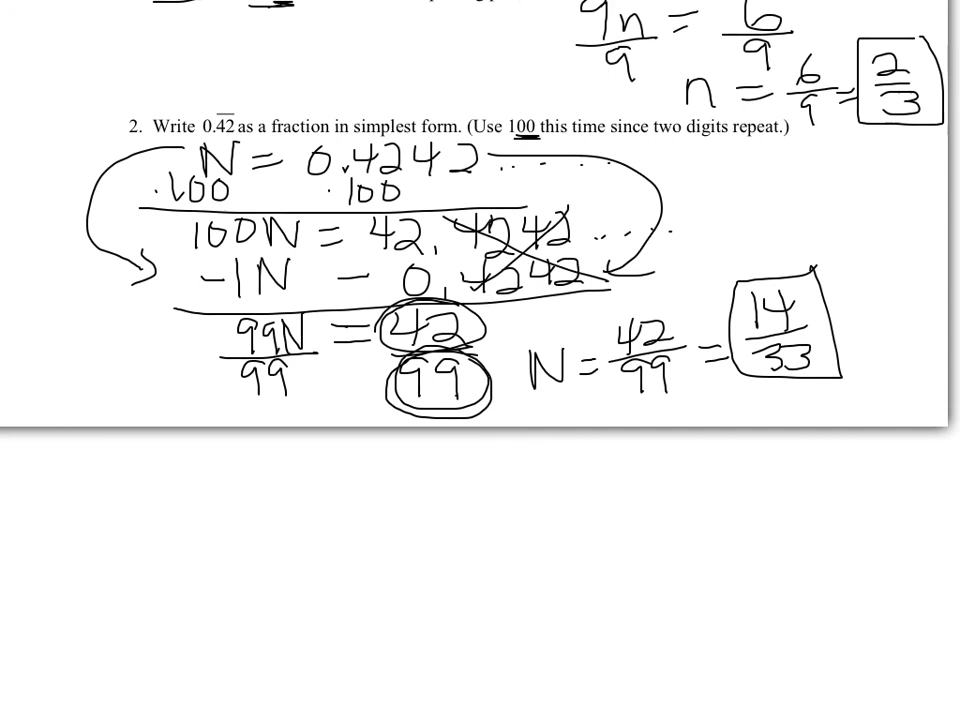 9n = 6
9 9
n = 6 = 2
9 3
2. Write 0.4̅2̅ as a fraction in simplest form. (Use 100 this time since two digits repeat.)
N = 0.4242.....
·100 ·100
100N = 42.4242.....
-1N - 0.4242
99N = 42
99 99
N = 42 = 14
99 33